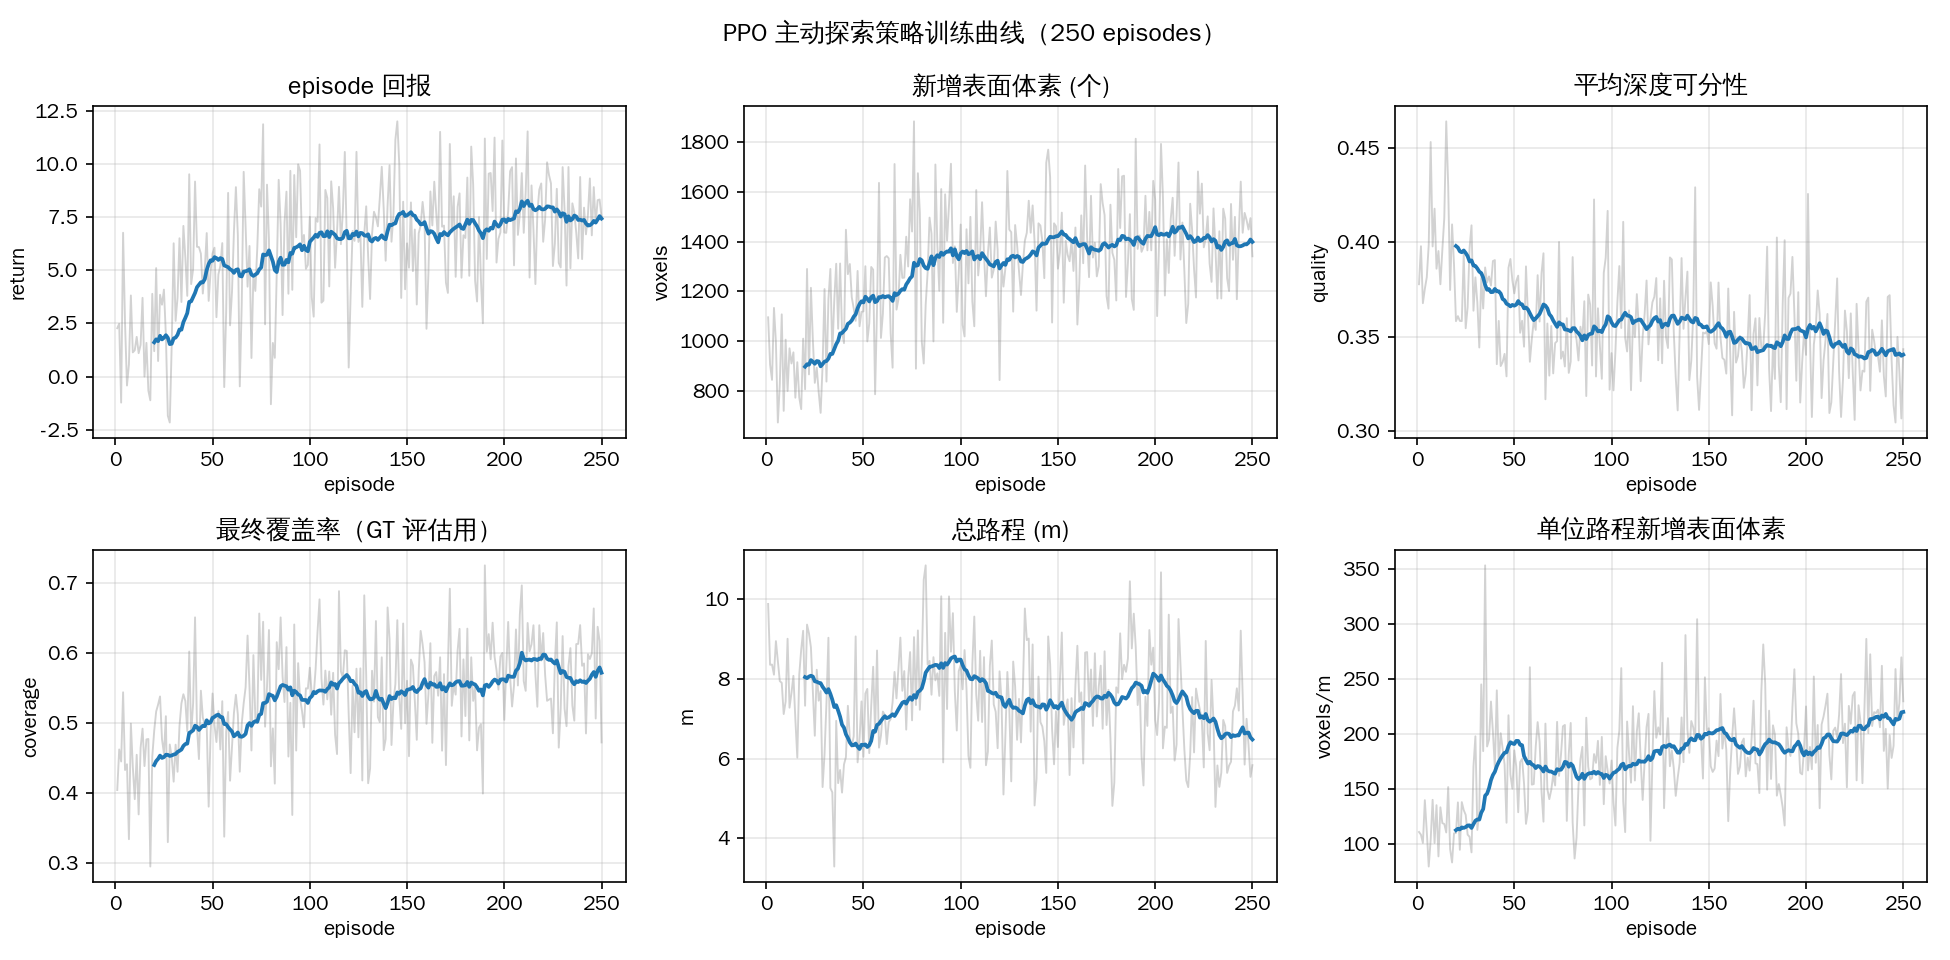 PPO 主动探索策略训练曲线（250 episodes）
episode 回报
12.5
10.0
7.5
5.0
2.5
0.0
-2.5
return
0 50 100 150 200 250
episode
新增表面体素 (个)
1800
1600
1400
1200
1000
800
voxels
0 50 100 150 200 250
episode
平均深度可分性
0.45
0.40
0.35
0.30
quality
0 50 100 150 200 250
episode
最终覆盖率（GT 评估用）
0.7
0.6
0.5
0.4
0.3
coverage
0 50 100 150 200 250
episode
总路程 (m)
10
8
6
4
m
0 50 100 150 200 250
episode
单位路程新增表面体素
350
300
250
200
150
100
voxels/m
0 50 100 150 200 250
episode